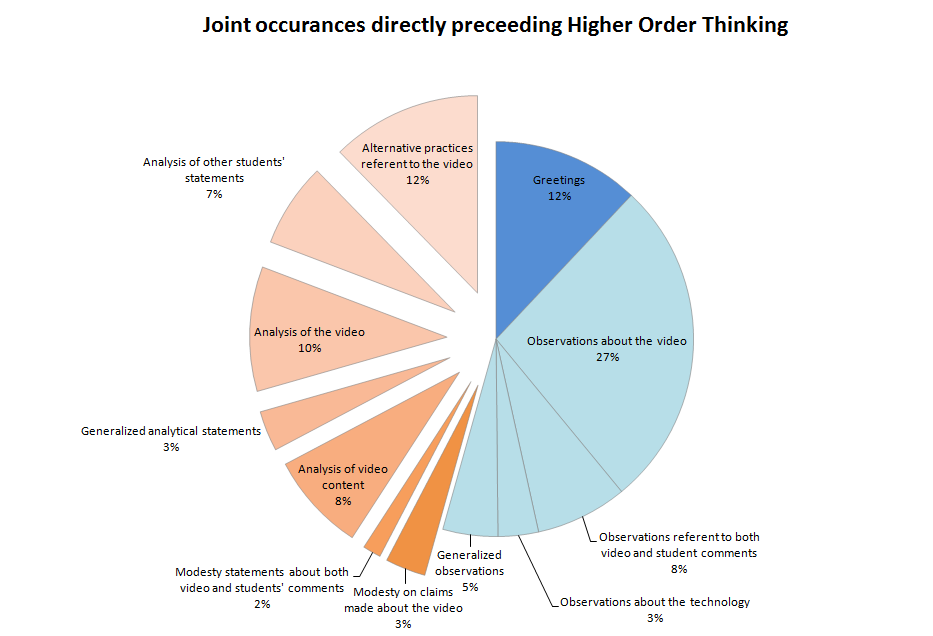 Joint occurances directly preceeding Higher Order Thinking
Greetings
12%
Observations about the video
27%
Observations referent to both
video and student comments
8%
Observations about the technology
3%
Generalized
observations
5%
Modesty on claims
made about the video
3%
Modesty statements about both
video and students' comments
2%
Analysis of video
content
8%
Generalized analytical statements
3%
Analysis of the video
10%
Analysis of other students'
statements
7%
Alternative practices
referent to the video
12%